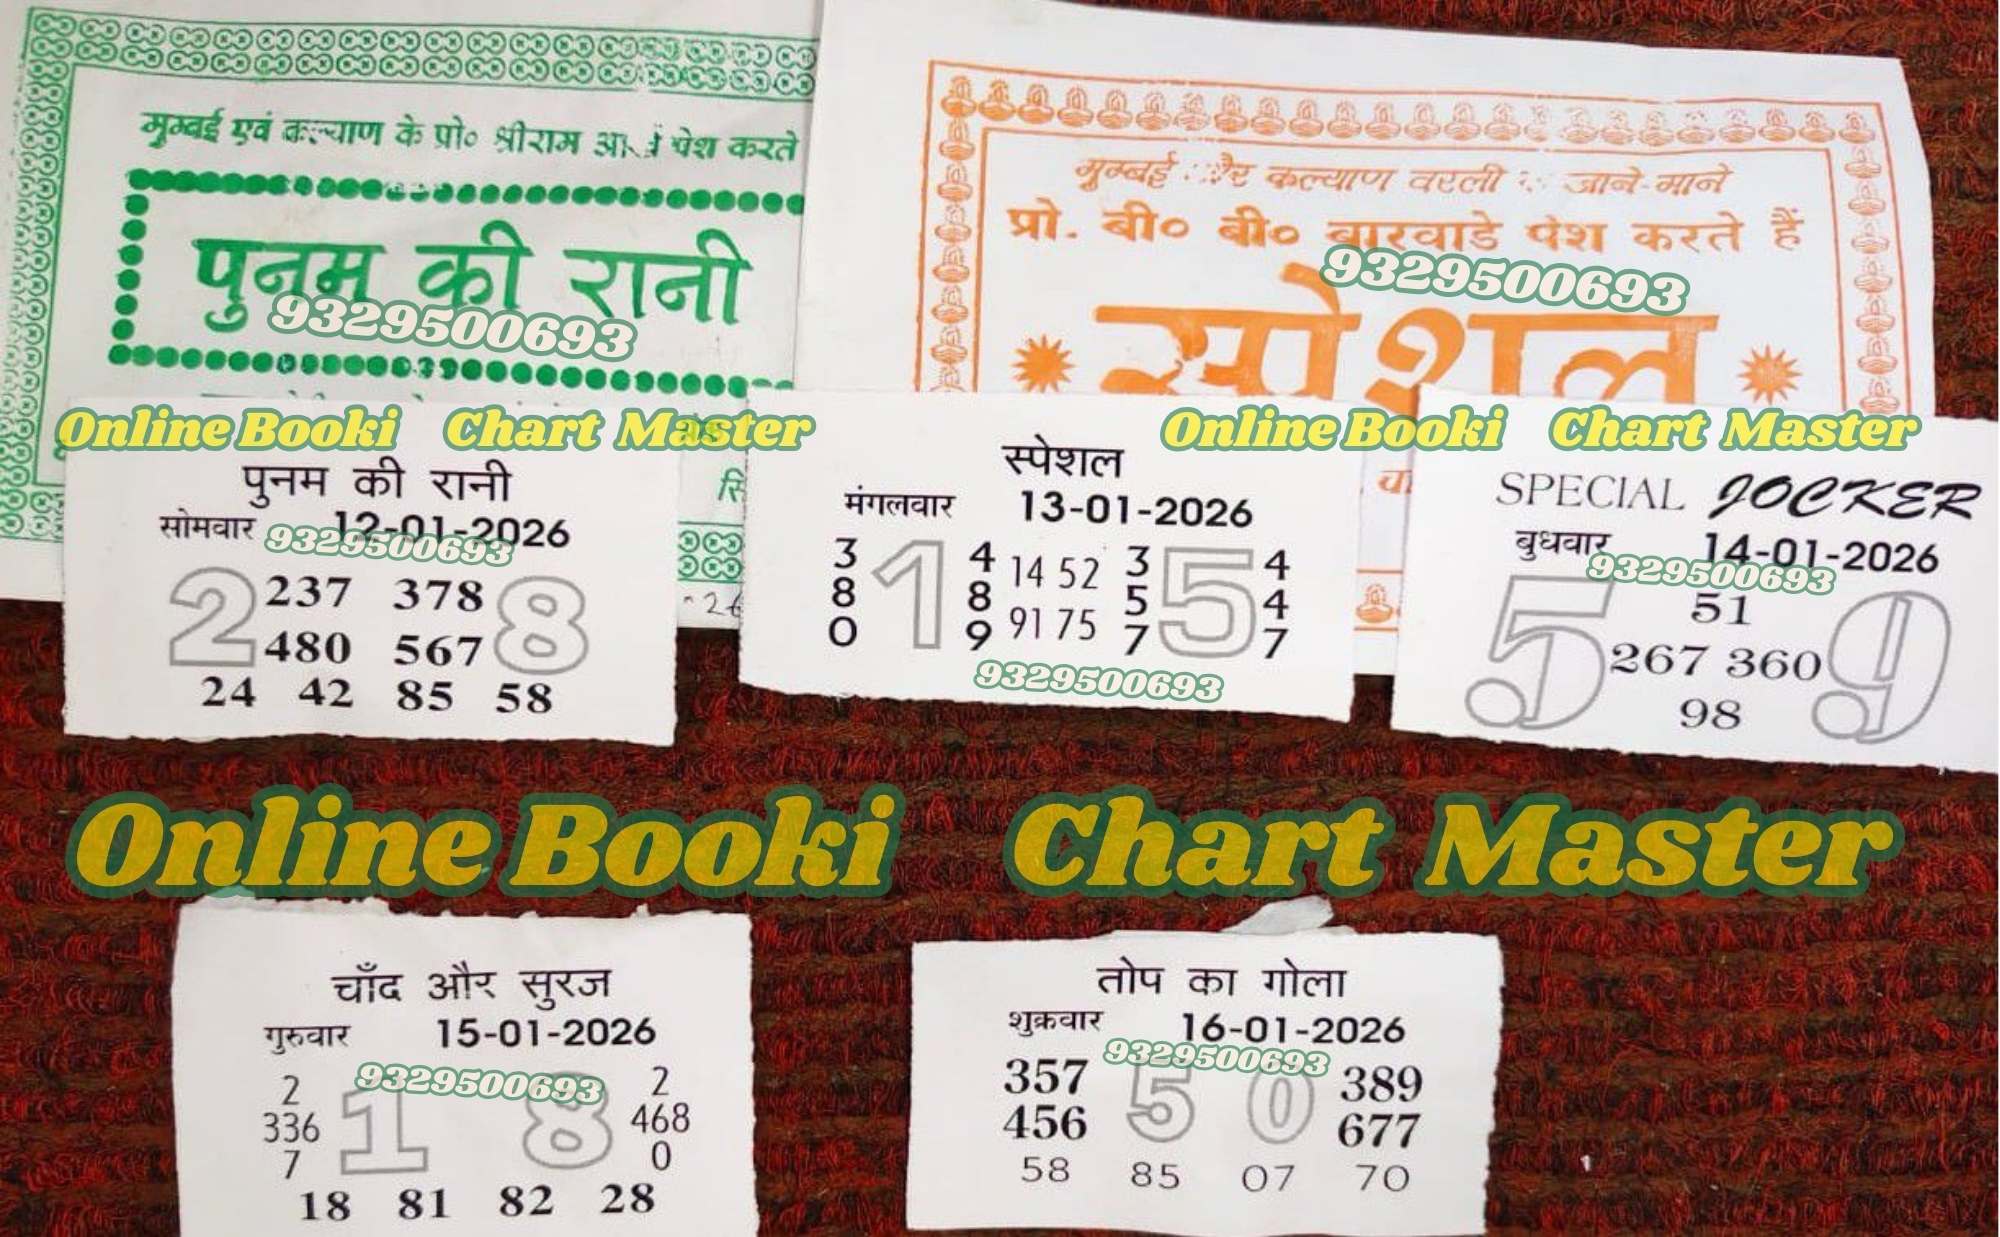 मुम्बई एवं कल्याण के प्रो० श्रीराम पेश करते
पुनम की रानी
9329500693
मुम्बई कल्याण वरली जाने-माने
प्रो. बी० बी० बारवाडे पेश करते हैं
9329500693
स्पेशल
Online Booki Chart Master
Online Booki Chart Master
पुनम की रानी
सोमवार 12-01-2026
9329500693
2 237 378 8
480 567
24 42 85 58
स्पेशल
मंगलवार 13-01-2026
3 1 4 14 52 3 5 4
8 8 5 4
0 9 91 75 7 7
9329500693
SPECIAL JOCKER
बुधवार 14-01-2026
9329500693
51
5 267 360 9
98
Online Booki Chart Master
चाँद और सुरज
गुरुवार 15-01-2026
9329500693
2 1 8 2
336 468
7 0
18 81 82 28
तोप का गोला
शुक्रवार 16-01-2026
9329500693
357 5 0 389
456 677
58 85 07 70